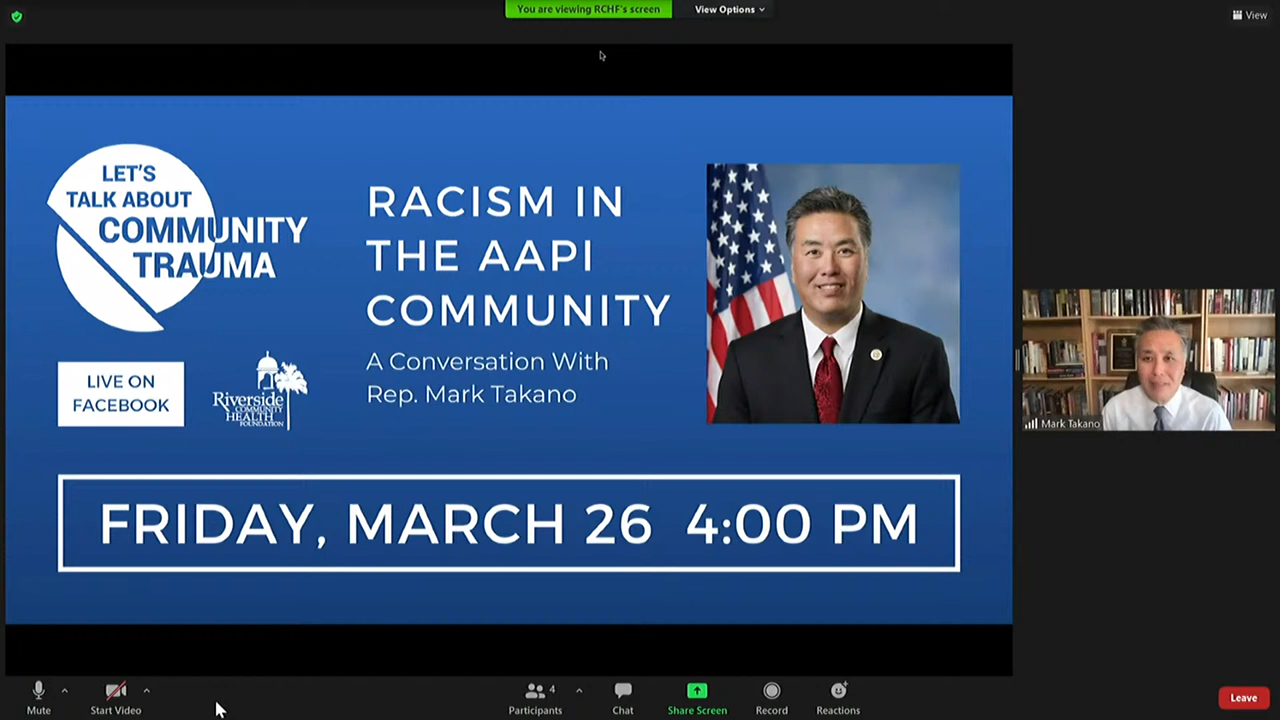 You are viewing RCHF's screen
View Options
View
LET'S
TALK ABOUT
COMMUNITY
TRAUMA
RACISM IN
THE AAPI
COMMUNITY
A Conversation With
Rep. Mark Takano
LIVE ON
FACEBOOK
Riverside
COMMUNITY
HEALTH
FOUNDATION
FRIDAY, MARCH 26 4:00 PM
Mark Takano
Mute
Start Video
4
Participants
Chat
Share Screen
Record
Reactions
Leave